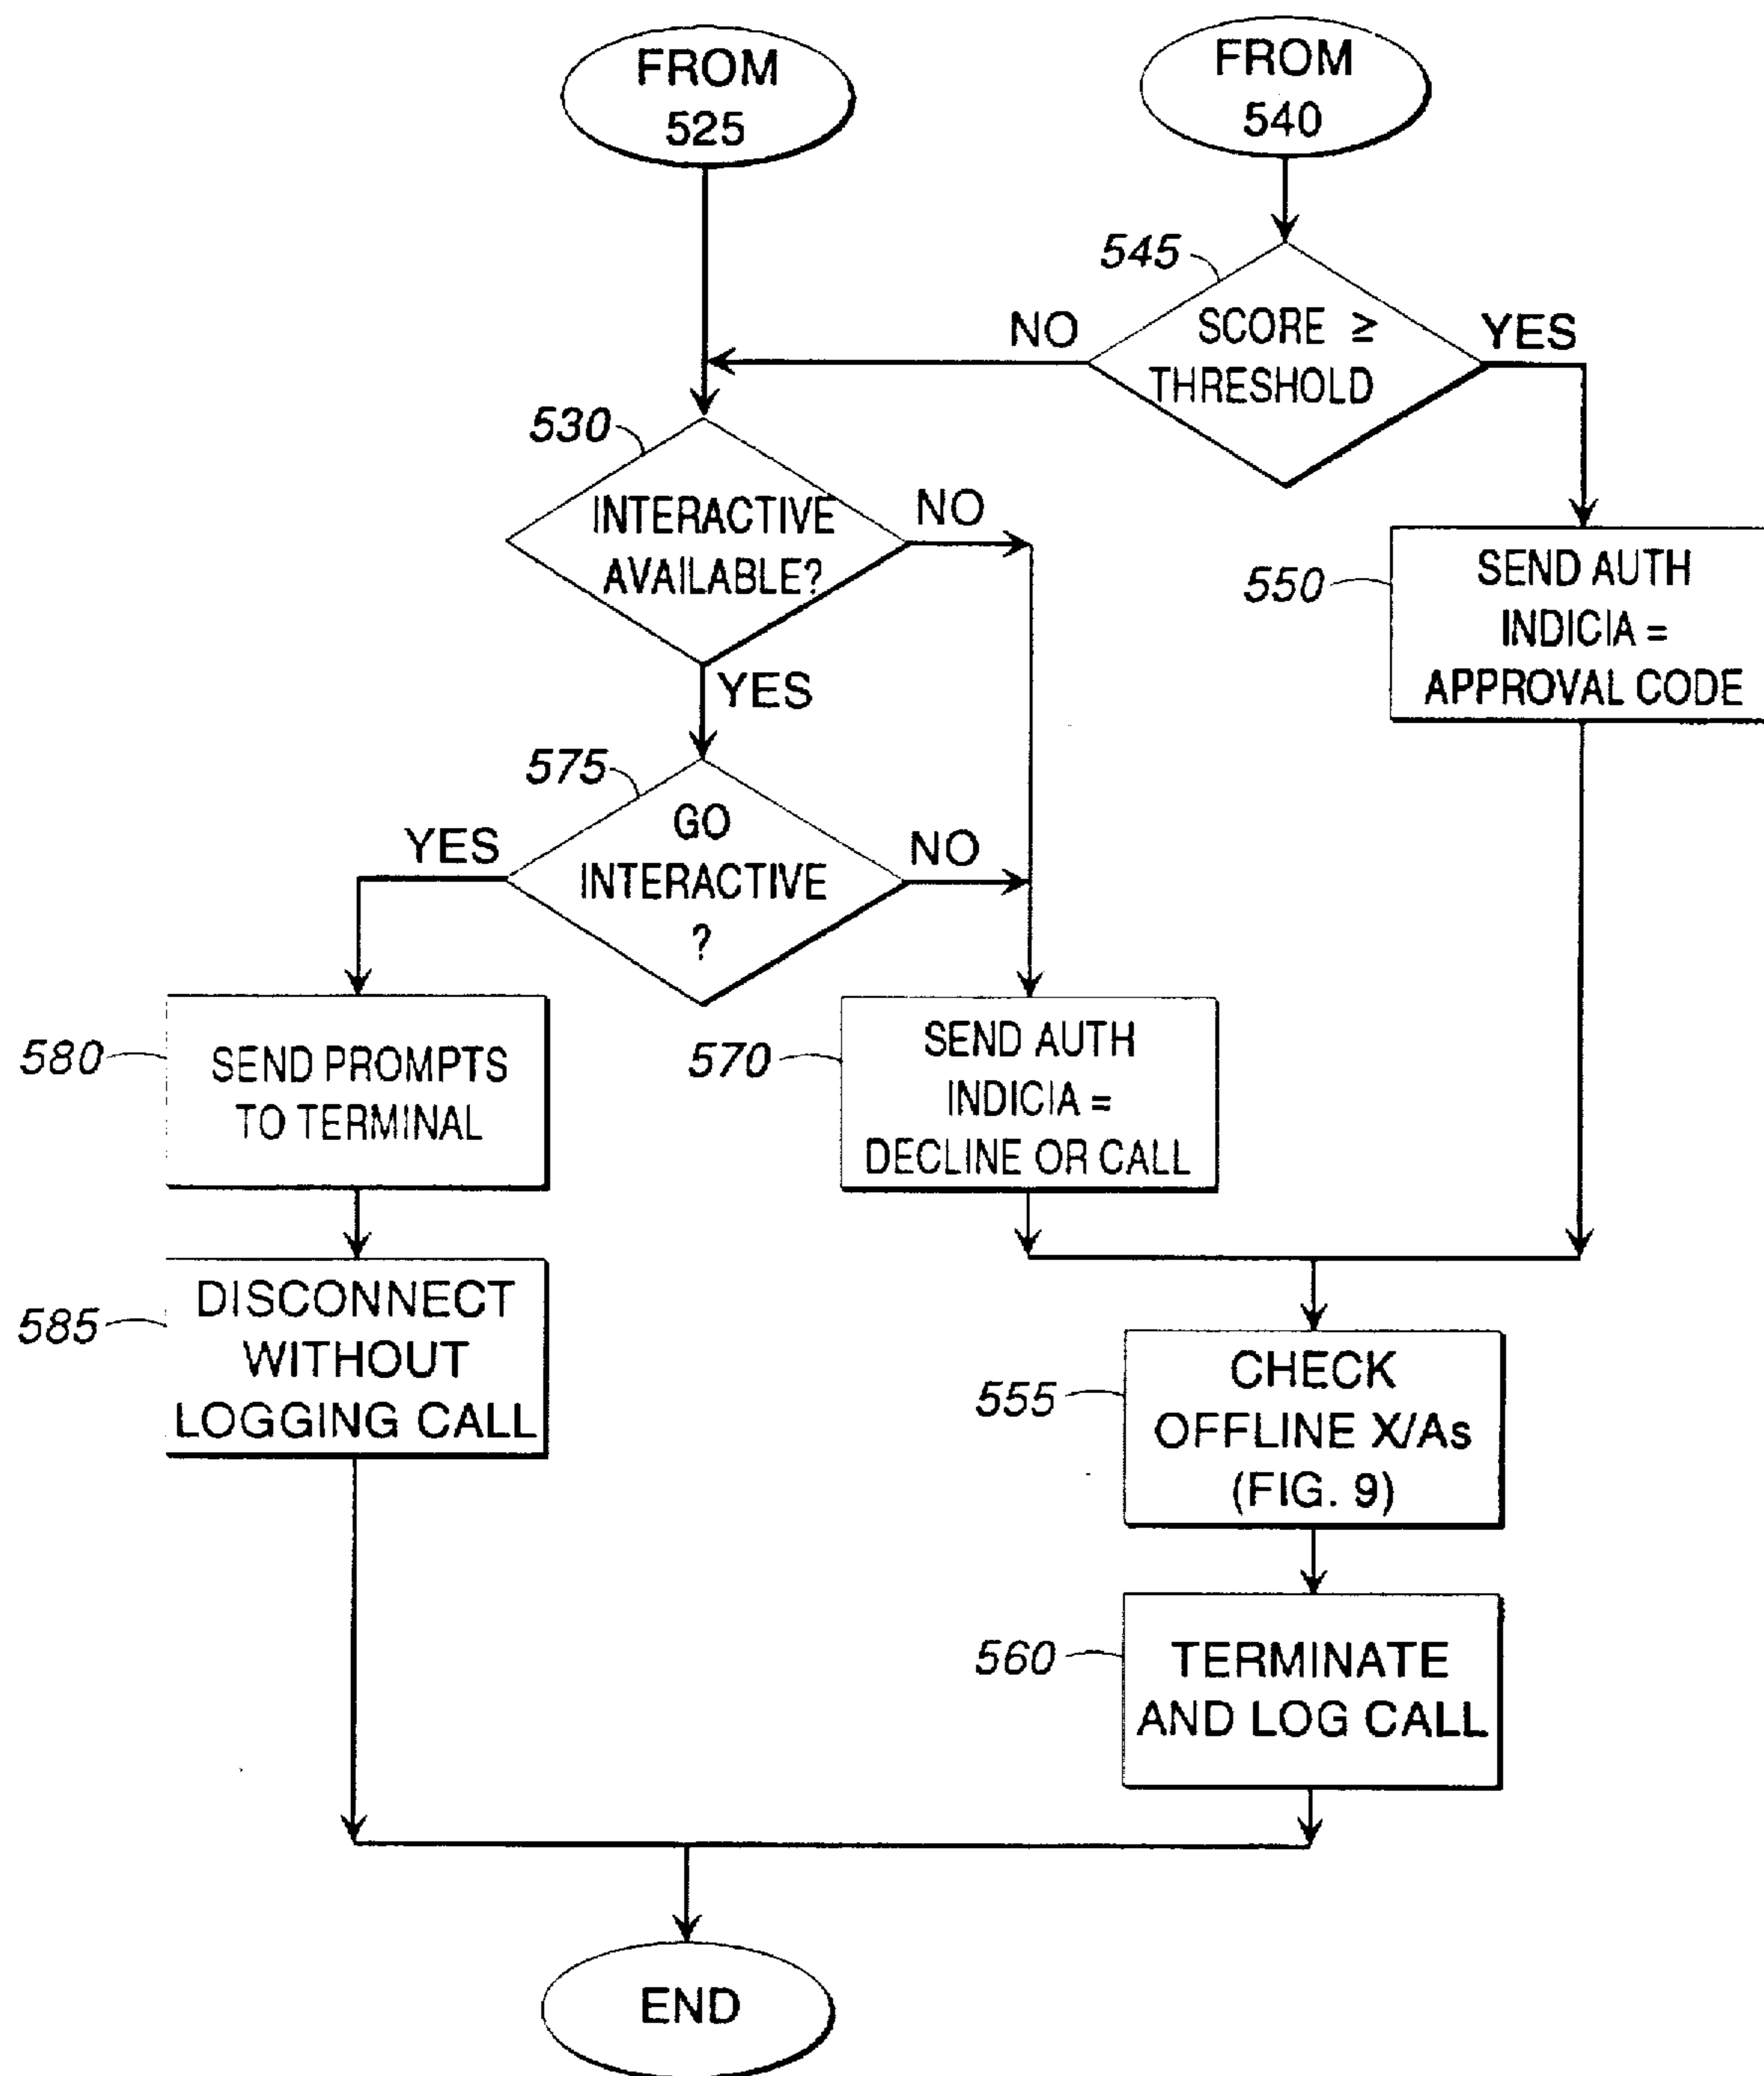 FROM
525
FROM
540
545
SCORE ≥
THRESHOLD
NO
YES
530
INTERACTIVE
AVAILABLE?
NO
YES
550
SEND AUTH
INDICIA =
APPROVAL CODE
575
GO
INTERACTIVE
?
YES
NO
580
SEND PROMPTS
TO TERMINAL
570
SEND AUTH
INDICIA =
DECLINE OR CALL
585
DISCONNECT
WITHOUT
LOGGING CALL
555
CHECK
OFFLINE X/As
(FIG. 9)
560
TERMINATE
AND LOG CALL
END